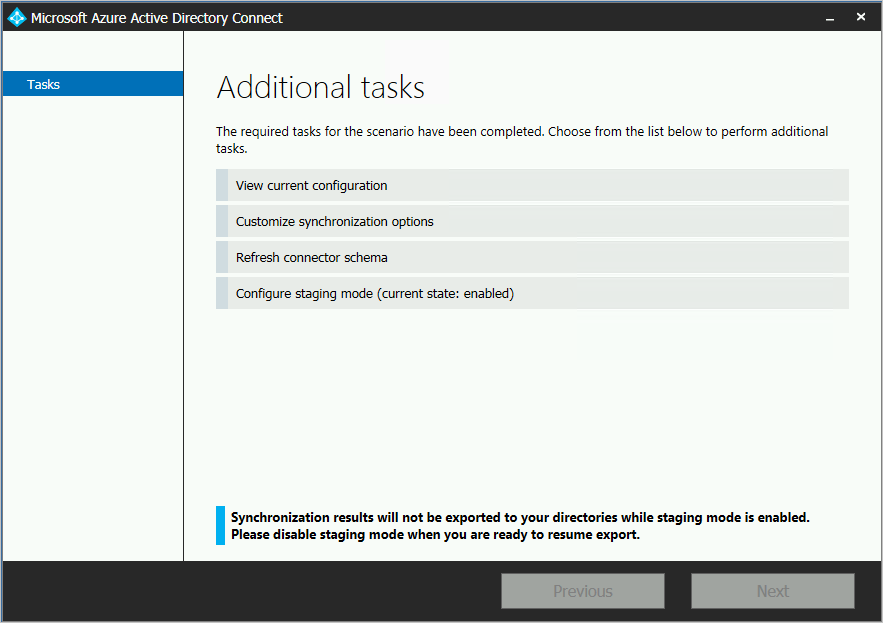 Microsoft Azure Active Directory Connect
Tasks
Additional tasks
The required tasks for the scenario have been completed. Choose from the list below to perform additional
tasks.
View current configuration
Customize synchronization options
Refresh connector schema
Configure staging mode (current state: enabled)
Synchronization results will not be exported to your directories while staging mode is enabled.
Please disable staging mode when you are ready to resume export.
Previous
Next